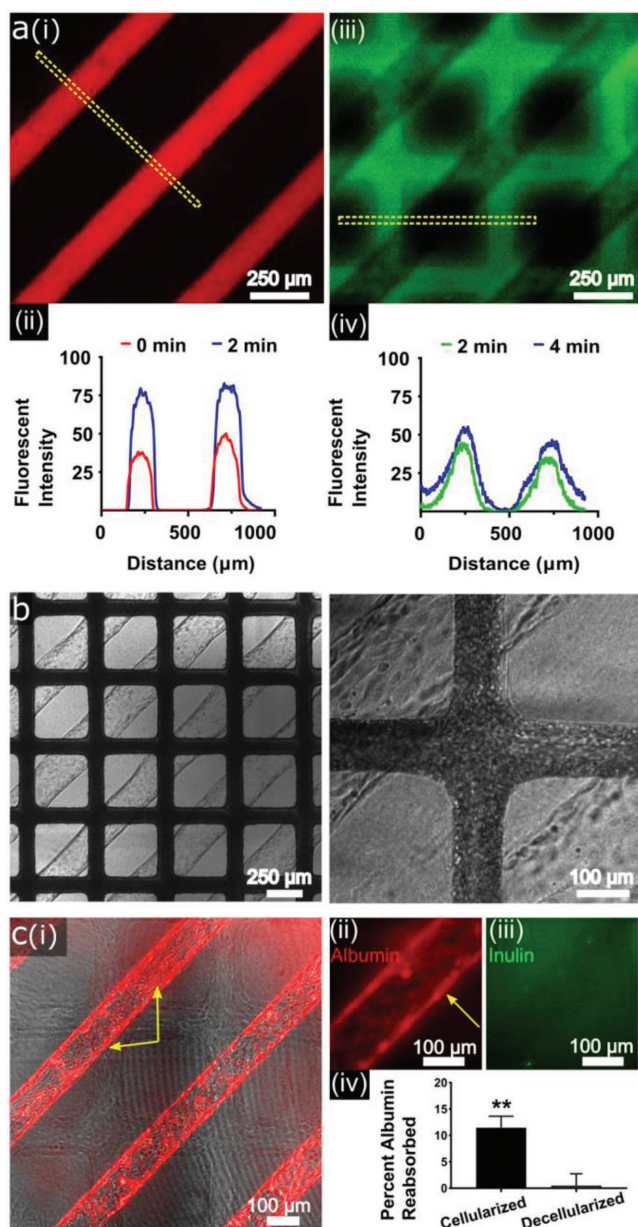 a(i)
(iii)
250 µm
250 µm
(ii)
(iv)
0 min 2 min
2 min 4 min
100
75
50
25
Fluorescent
Intensity
0 500 1000
Distance (µm)
100
75
50
25
Fluorescent
Intensity
0 500 1000
Distance (µm)
b
250 µm
100 µm
c(i)
100 µm
(ii)
Albumin
100 µm
(iii)
Inulin
100 µm
(iv)
Percent Albumin
Reabsorbed
20
15
10
5
0
**
Cellularized
Decellularized